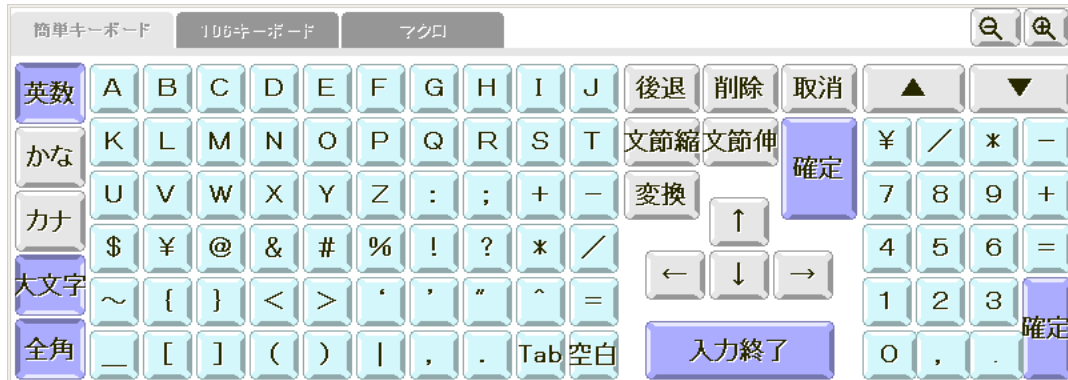 簡単キーボード 106キーボード マクロ
英数 A B C D E F G H I J 後退 削除 取消 ▲ ▼
かな K L M N O P Q R S T 文節縮 文節伸 確定 ¥ / * -
カナ U V W X Y Z : ; + - 変換 ↑ 7 8 9 +
大文字 $ ¥ @ & # % ! ? * / ← ↓ → 4 5 6 =
~ { } < > ‘ ’ " ^ = 1 2 3 確定
全角 _ [ ] ( ) | , . Tab 空白 入力終了 0 , .